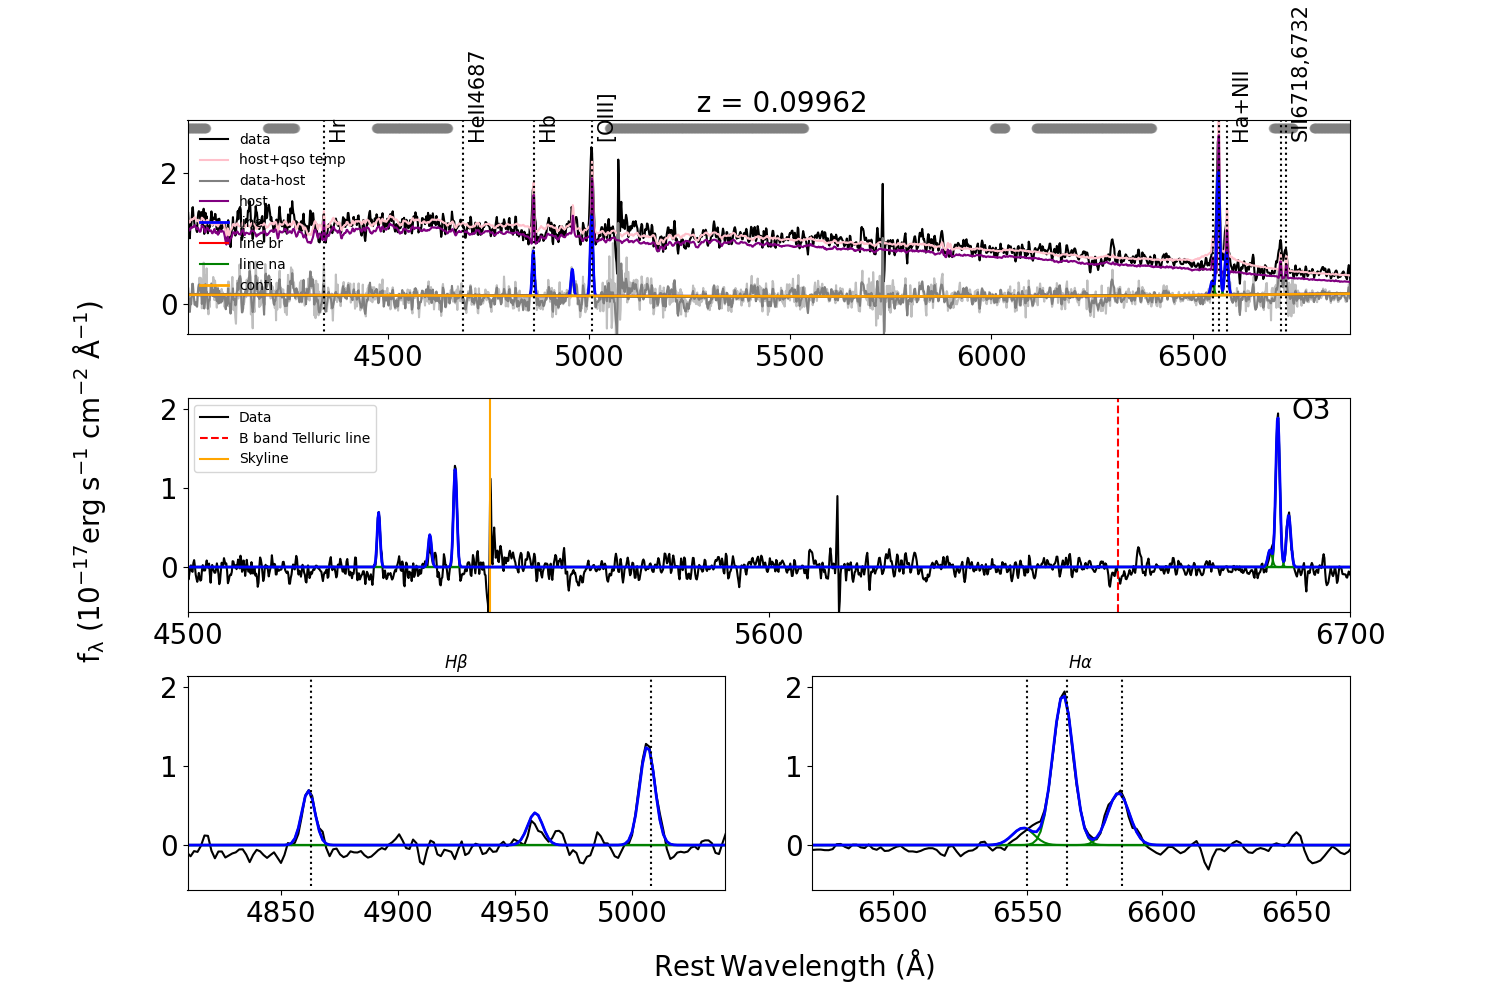 z = 0.09962
Hr
HeII4687
Hb
[OIII]
Ha+NII
SII6718,6732
data
host+qso temp
data-host
host
line br
line na
conti
2
0
4500 5000 5500 6000 6500
Data
B band Telluric line
Skyline
O3
2
1
0
4500 5600 6700
fλ (10⁻¹⁷erg s⁻¹ cm⁻² Å⁻¹)
Hβ
2
1
0
4850 4900 4950 5000
Hα
2
1
0
6500 6550 6600 6650
Rest Wavelength (Å)